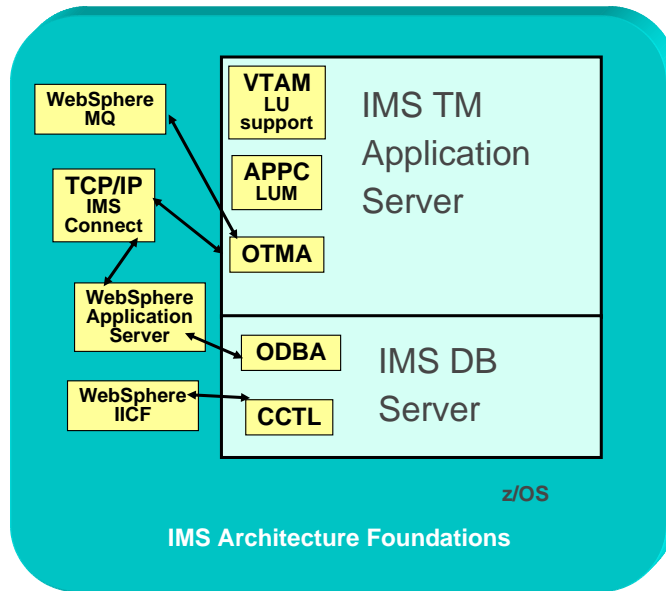 WebSphere
MQ
TCP/IP
IMS
Connect
WebSphere
Application
Server
WebSphere
IICF
VTAM
LU
support
APPC
LUM
OTMA
IMS TM
Application
Server
ODBA
CCTL
IMS DB
Server
z/OS
IMS Architecture Foundations